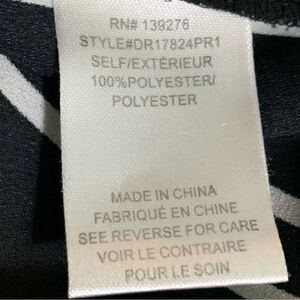 RN# 139276
STYLE#DR17824PR1
SELF/EXTÉRIEUR
100%POLYESTER/
POLYESTER
MADE IN CHINA
FABRIQUÉ EN CHINE
SEE REVERSE FOR CARE
VOIR LE CONTRAIRE
POUR LE SOIN